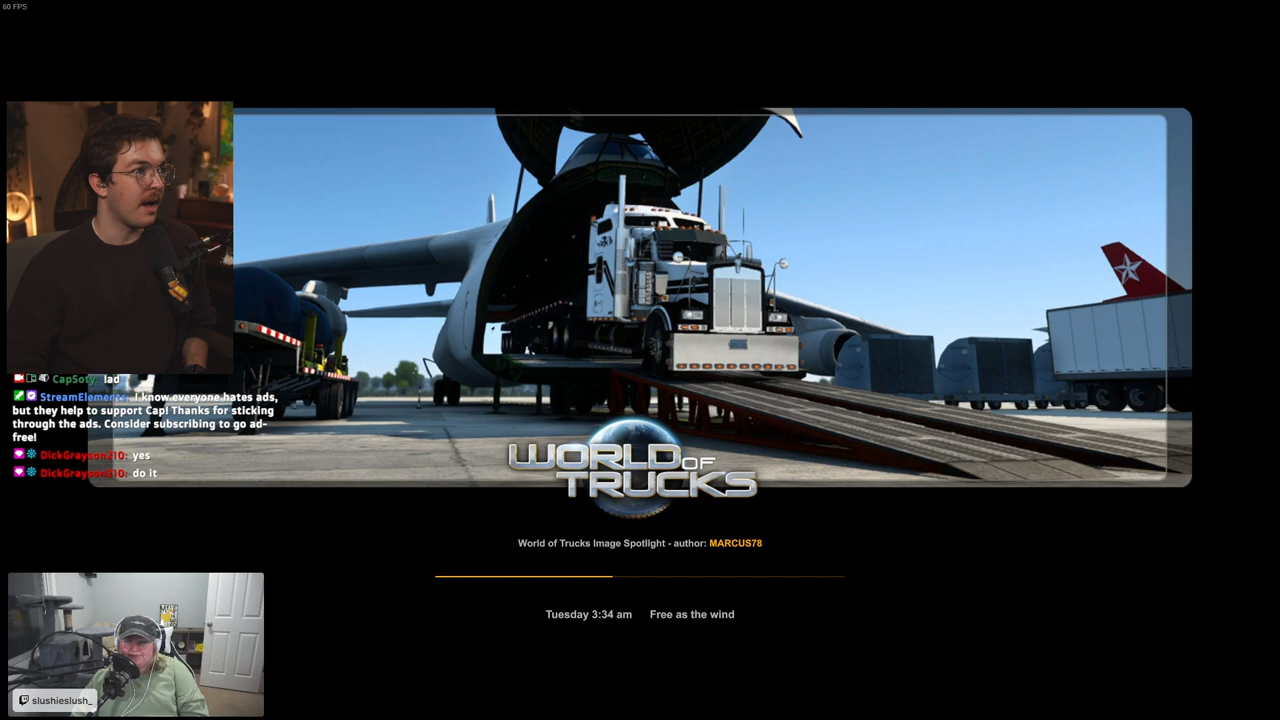 60 FPS
CapSoty: lad
StreamElements: I know everyone hates ads,
but they help to support Cap! Thanks for sticking
through the ads. Consider subscribing to go ad-
free!
DickGrayson210: yes
DickGrayson210: do it
WORLD OF
TRUCKS
World of Trucks Image Spotlight - author: MARCUS78
Tuesday 3:34 am Free as the wind
slushieslush_